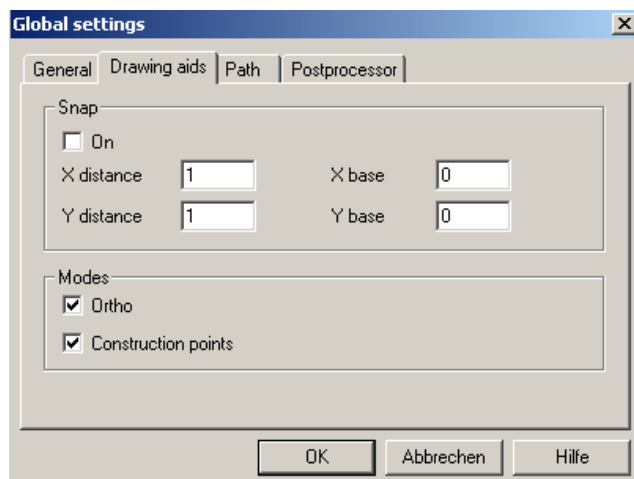 Global settings
General Drawing aids Path Postprocessor
Snap
On
X distance 1 X base 0
Y distance 1 Y base 0
Modes
Ortho
Construction points
OK Abbrechen Hilfe